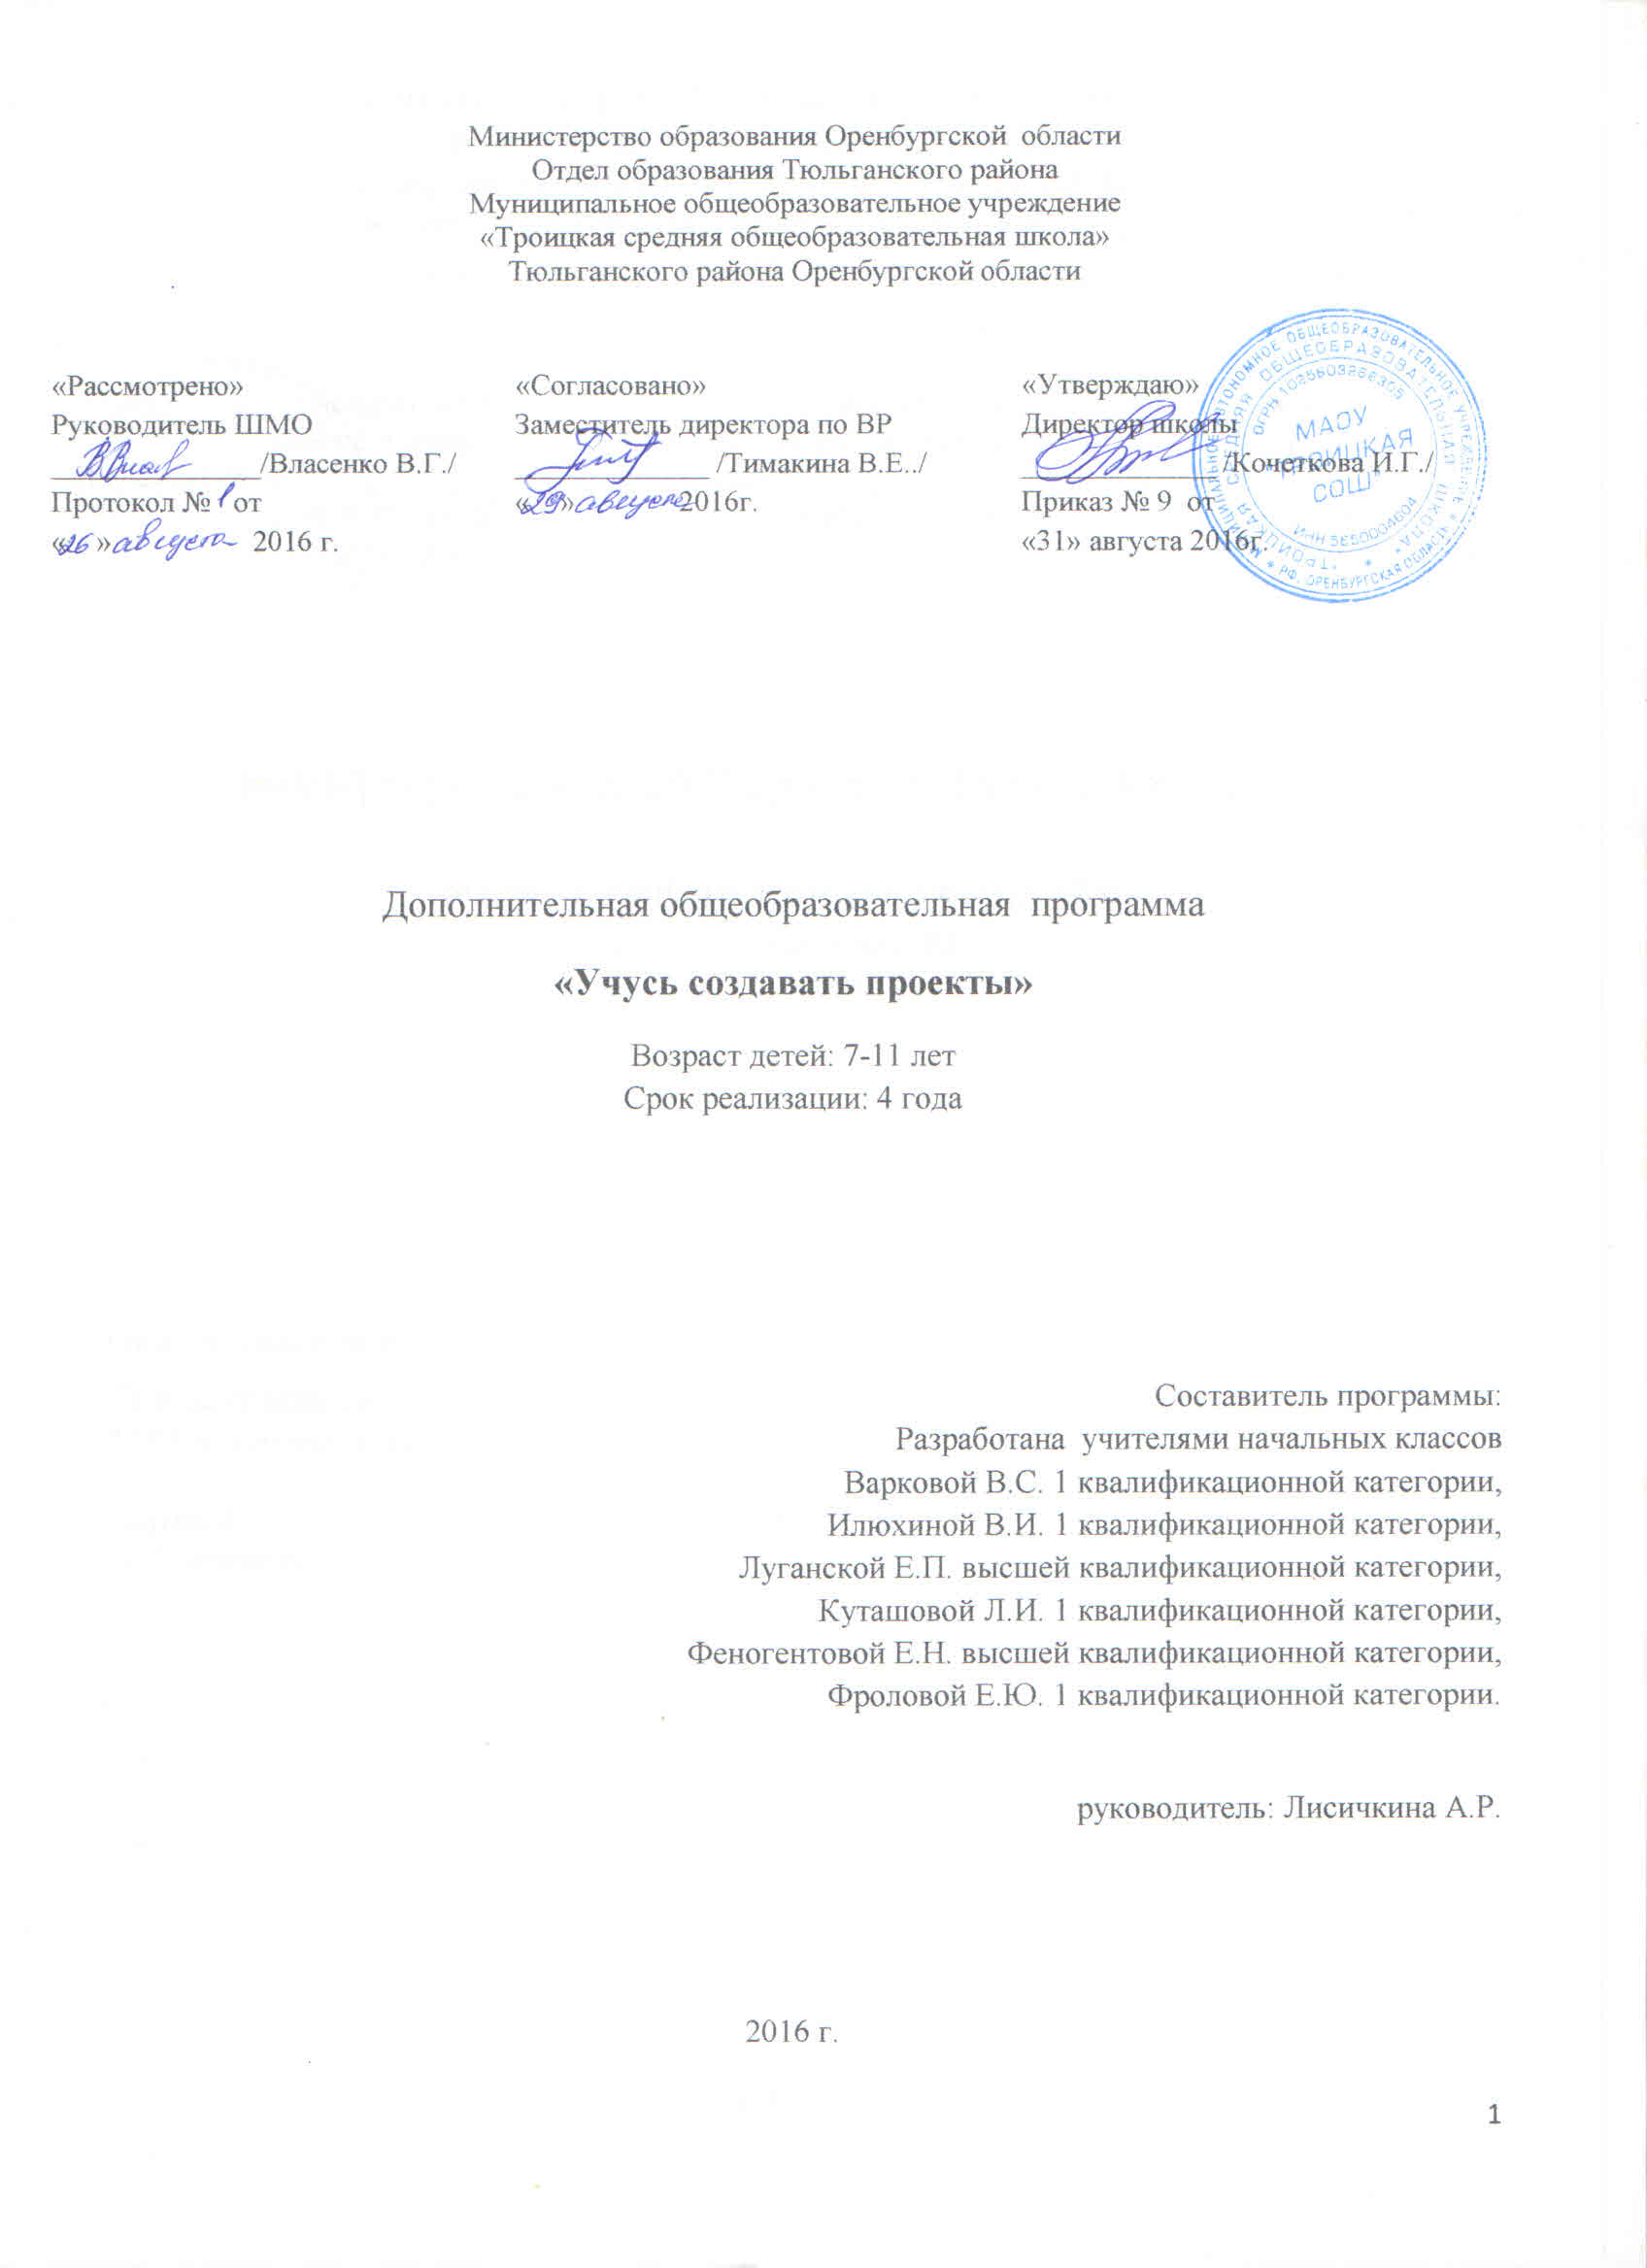 Министерство образования Оренбургской области
Отдел образования Тюльганского района
Муниципальное общеобразовательное учреждение
«Троицкая средняя общеобразовательная школа»
Тюльганского района Оренбургской области
«Рассмотрено»
Руководитель ШМО
/Власенко В.Г./
Протокол № 1 от
«26» августа 2016 г.
«Согласовано»
Заместитель директора по ВР
/Тимакина В.Е../
«29» августа 2016г.
«Утверждаю»
Директор школы
/Кочеткова И.Г./
Приказ № 9 от
«31» августа 2016г.
МАОУ
"ТРОИЦКАЯ
СОШ"
ИНН 5650004604
* РФ, ОРЕНБУРГСКАЯ ОБЛАСТЬ *
Дополнительная общеобразовательная программа
«Учусь создавать проекты»
Возраст детей: 7-11 лет
Срок реализации: 4 года
Составитель программы:
Разработана учителями начальных классов
Варковой В.С. 1 квалификационной категории,
Илюхиной В.И. 1 квалификационной категории,
Луганской Е.П. высшей квалификационной категории,
Куташовой Л.И. 1 квалификационной категории,
Феногентовой Е.Н. высшей квалификационной категории,
Фроловой Е.Ю. 1 квалификационной категории.
руководитель: Лисичкина А.Р.
2016 г.
1